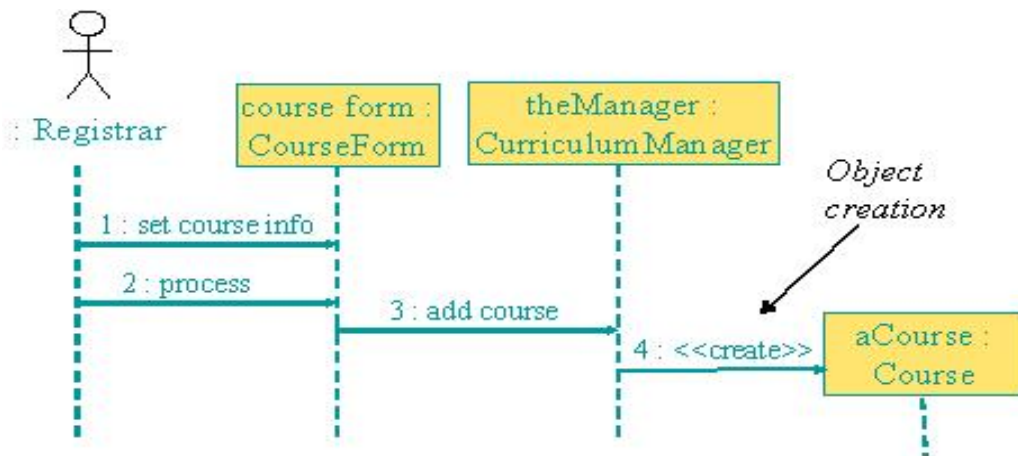 : Registrar
course form :
CourseForm
theManager :
CurriculumManager
Object
creation
1 : set course info
2 : process
3 : add course
4 : <<create>>
aCourse :
Course